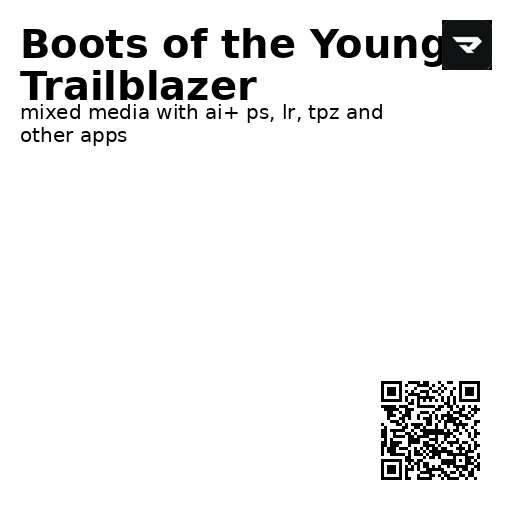 Boots of the Young
Trailblazer
mixed media with ai+ ps, lr, tpz and
other apps